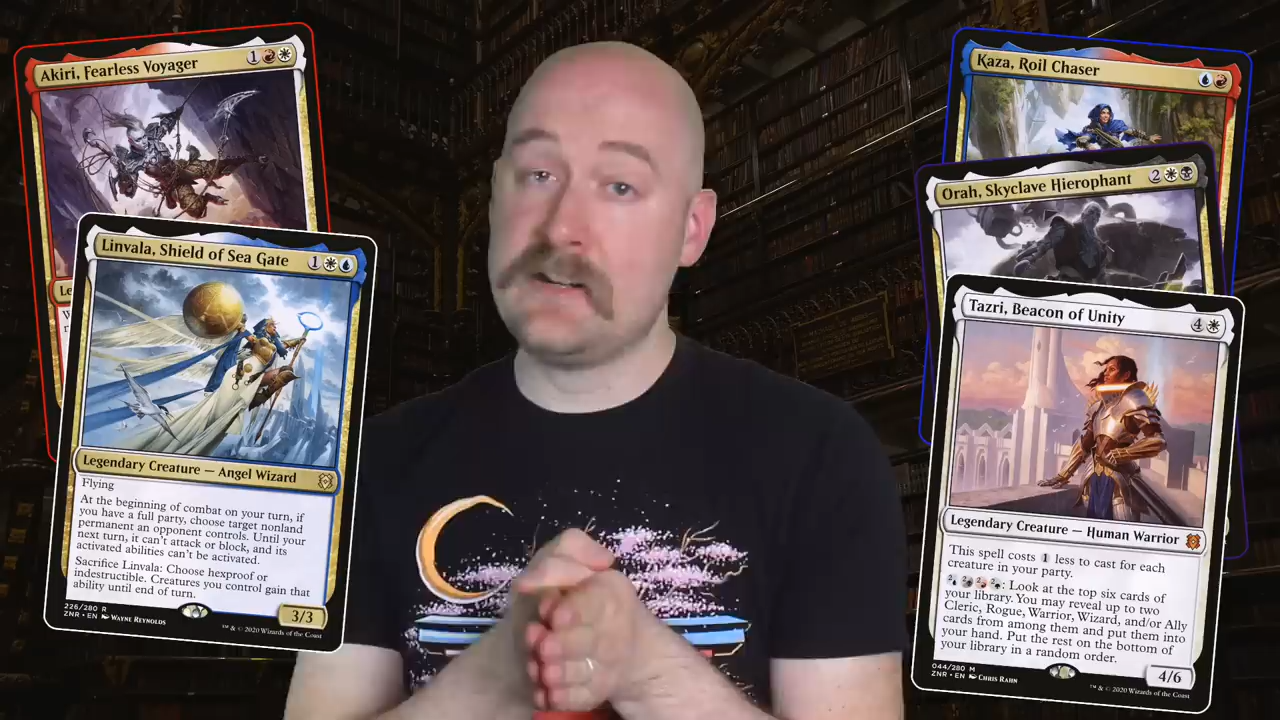 Akiri, Fearless Voyager 1
Le
W
r
Linvala, Shield of Sea Gate 1
Legendary Creature — Angel Wizard
Flying
At the beginning of combat on your turn, if
you have a full party, choose target nonland
permanent an opponent controls. Until your
next turn, it can't attack or block, and its
activated abilities can't be activated.
Sacrifice Linvala: Choose hexproof or
indestructible. Creatures you control gain that
ability until end of turn.
3/3
226/280 R
ZNR • EN Wayne Reynolds
™ & © 2020 Wizards of the Coast
Kaza, Roil Chaser
Orah, Skyclave Hierophant 2
Tazri, Beacon of Unity 4
Legendary Creature — Human Warrior
This spell costs 1 less to cast for each
creature in your party.
: Look at the top six cards of
your library. You may reveal up to two
Cleric, Rogue, Warrior, Wizard, and/or Ally
cards from among them and put them into
your hand. Put the rest on the bottom of
your library in a random order.
4/6
044/280 M
ZNR • EN Chris Rahn
™ & © 2020 Wizards of the Coast